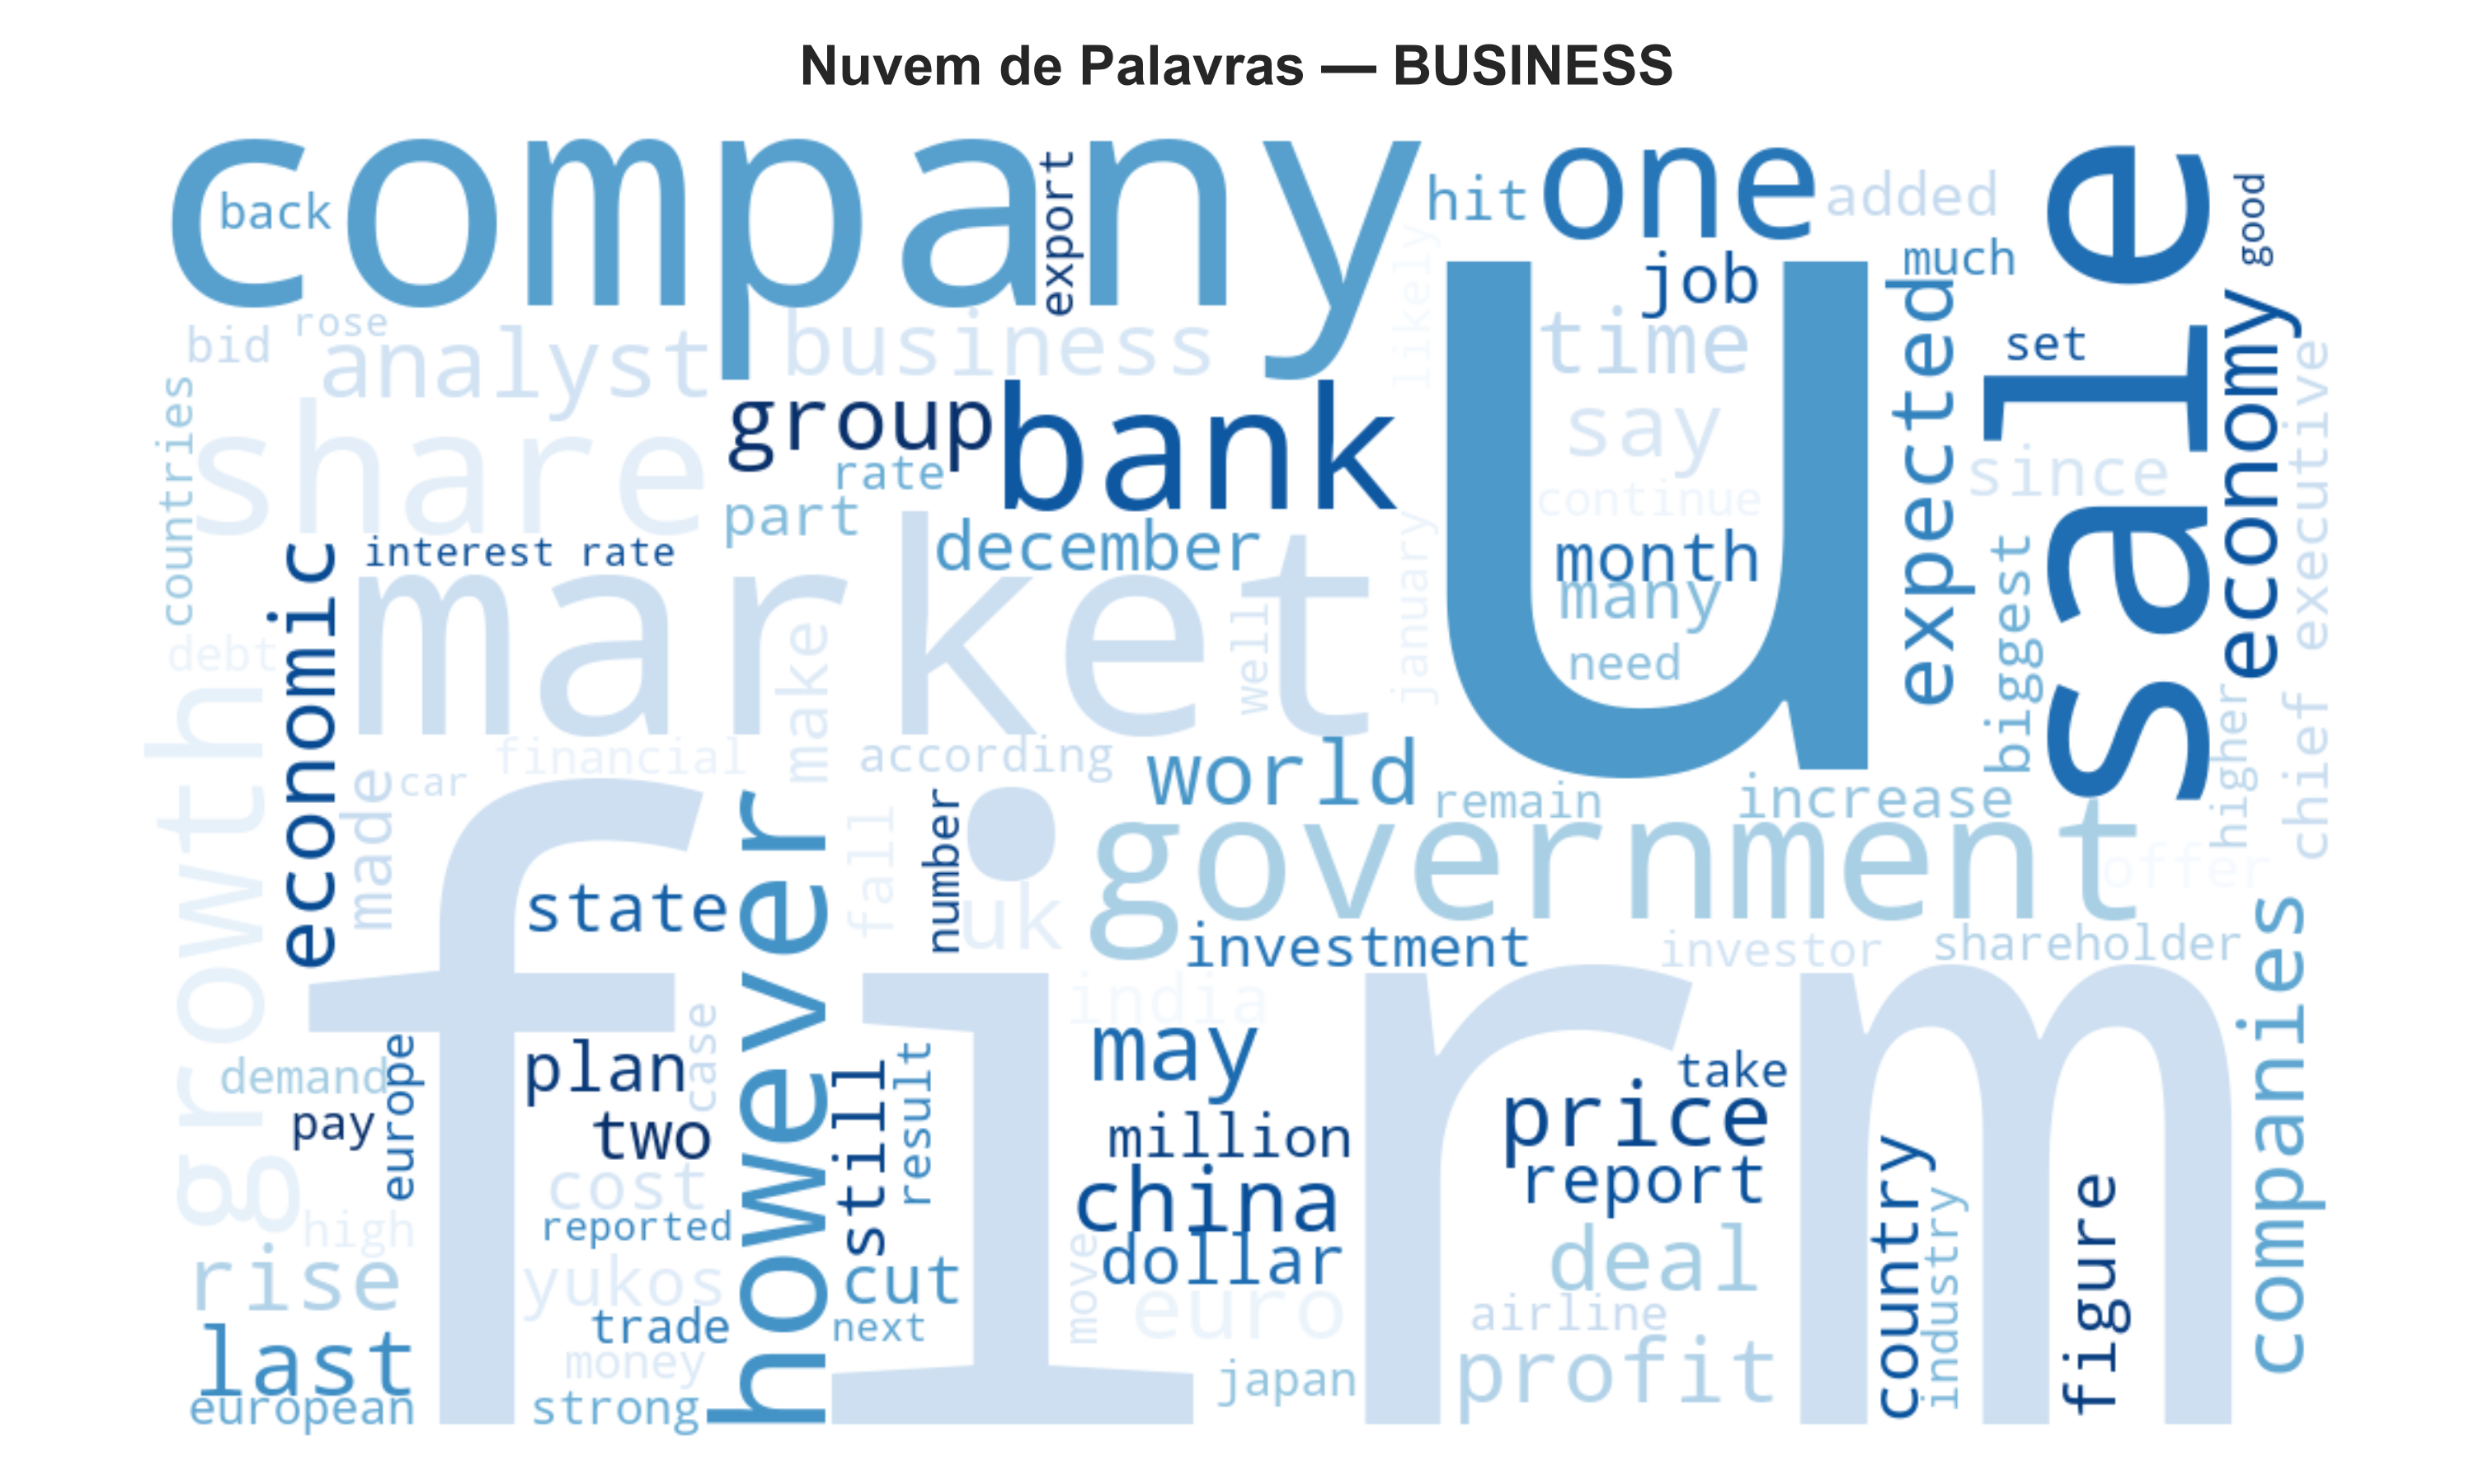 Nuvem de Palavras — BUSINESS
company
back
export
hit
one
added
sale
good
much
job
u
likely
rose
bid
analyst
business
time
expected
set
economy
chief executive
countries
share
group
bank
say
since
rate
part
continue
interest rate
december
month
many
economic
market
january
biggest
debt
make
well
need
growth
higher
financial
according
world
car
made
remain
increase
firm
however
fall
number
uk
government
offer
state
investment
investor
shareholder
companies
india
demand
europe
plan
case
still
result
may
take
pay
two
million
price
cost
china
report
country
figure
high
reported
industry
rise
yukos
cut
move
dollar
deal
euro
airline
trade
next
last
money
japan
profit
european
strong